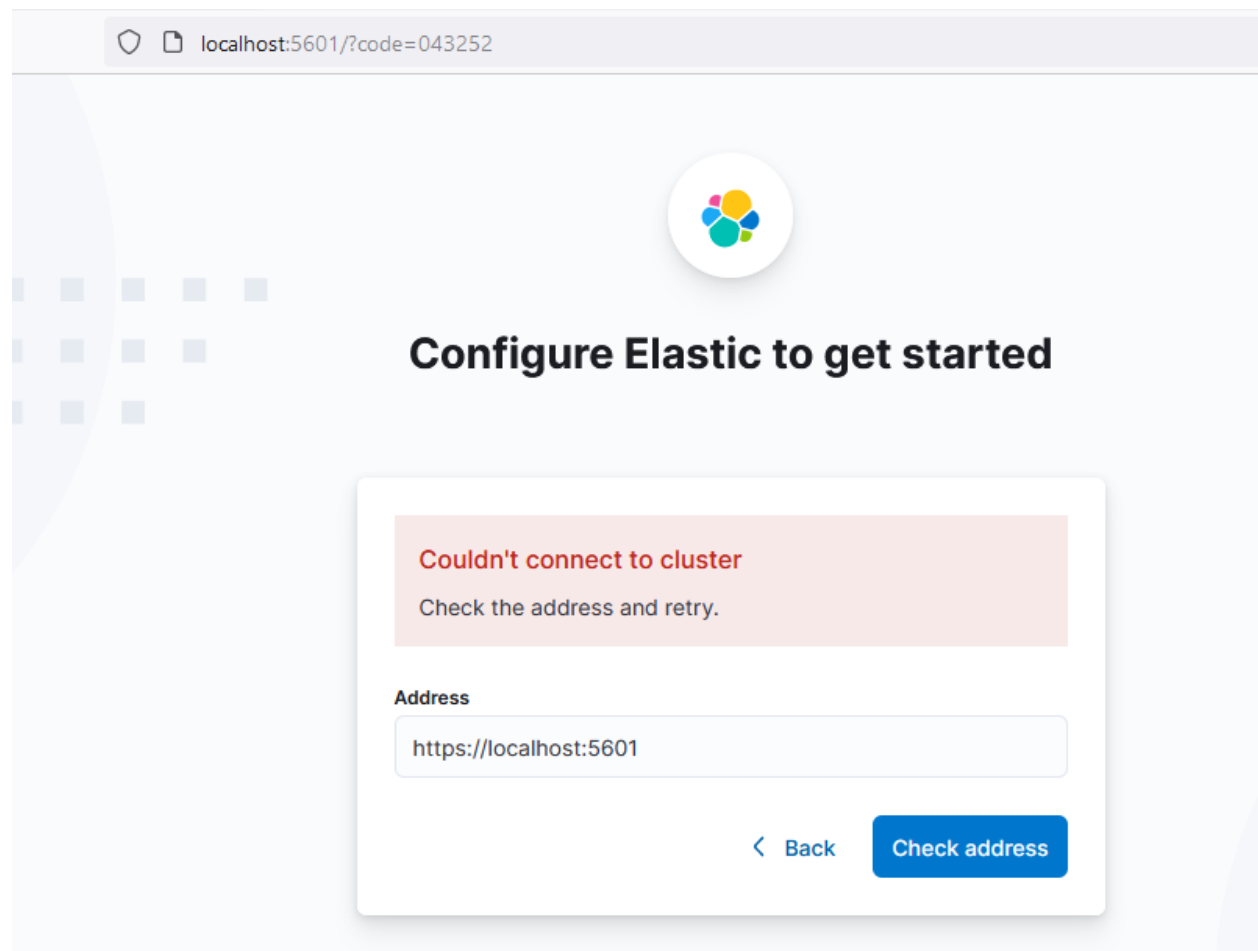 localhost:5601/?code=043252
Configure Elastic to get started
Couldn't connect to cluster
Check the address and retry.
Address
https://localhost:5601
Back
Check address